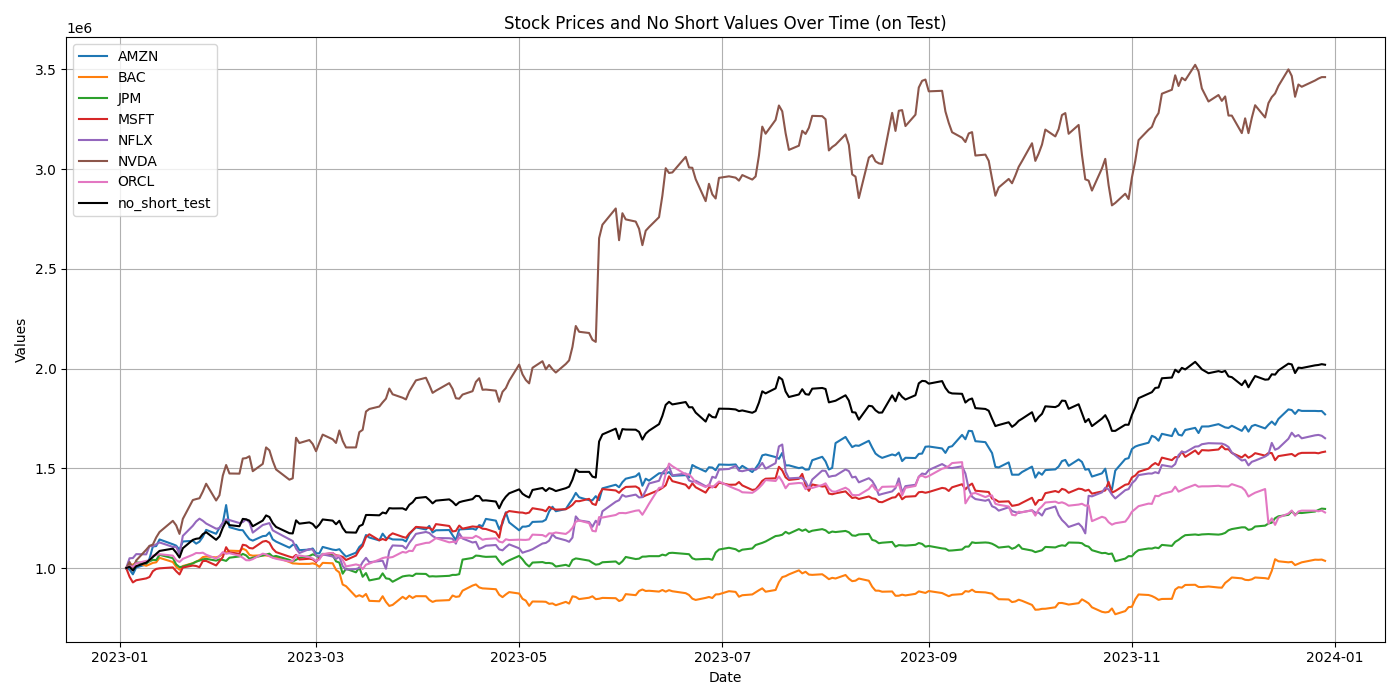 Stock Prices and No Short Values Over Time (on Test)
1e6
AMZN
BAC
JPM
MSFT
NFLX
NVDA
ORCL
no_short_test
3.5
3.0
2.5
2.0
1.5
1.0
Values
2023-01 2023-03 2023-05 2023-07 2023-09 2023-11 2024-01
Date